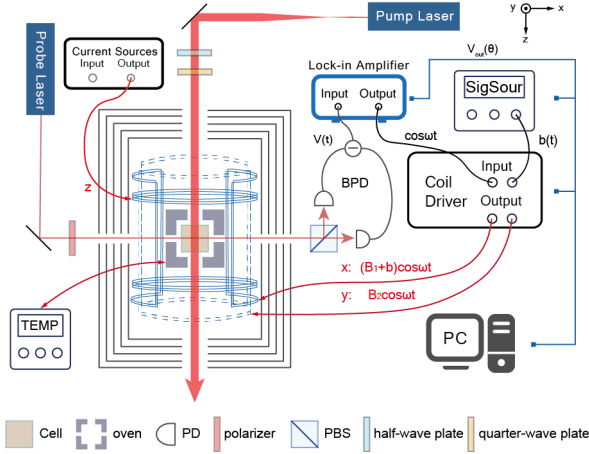 Pump Laser
Probe Laser
Current Sources
Input Output
z
Lock-in Amplifier
Input Output
V(t)
BPD
cosωt
y x
z
V_out(θ)
SigSour
b(t)
Input
Coil Driver
Output
x: (B₁+b)cosωt
y: B₂cosωt
TEMP
PC
Cell
oven
PD
polarizer
PBS
half-wave plate
quarter-wave plate